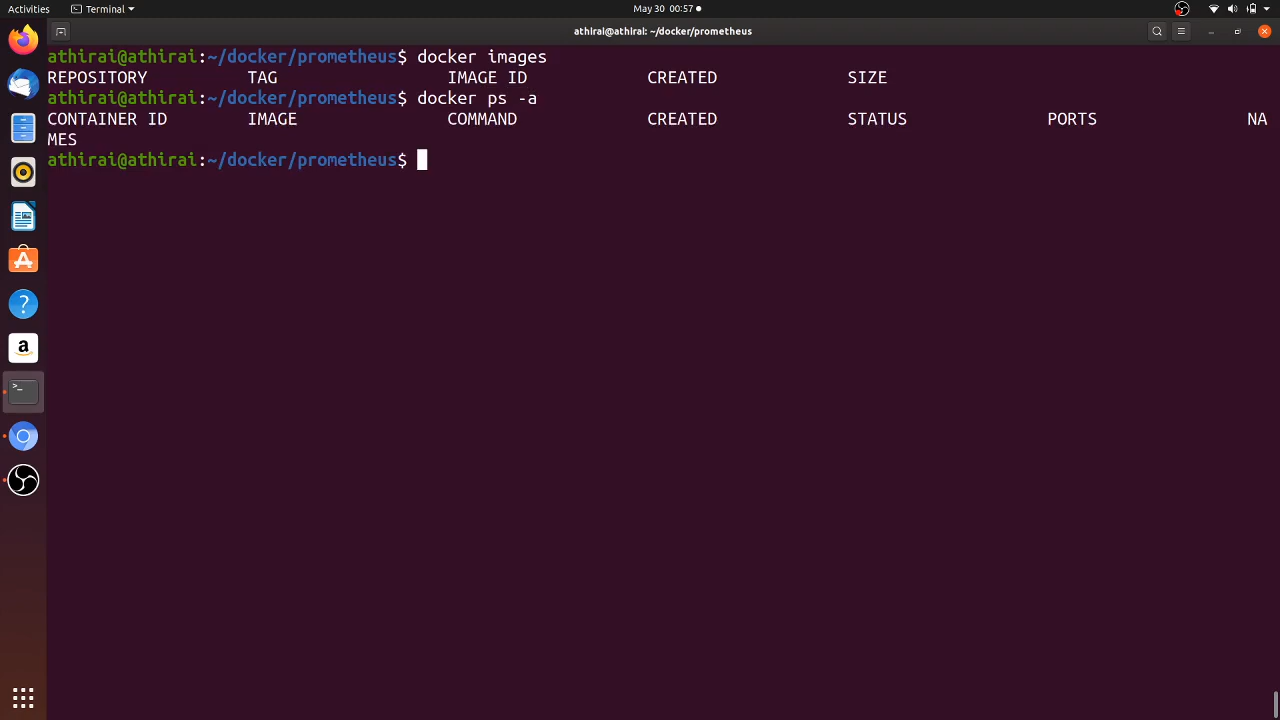 Activities
Terminal
May 30 00:57
athirai@athirai: ~/docker/prometheus
athirai@athirai:~/docker/prometheus$ docker images
REPOSITORY TAG IMAGE ID CREATED SIZE
athirai@athirai:~/docker/prometheus$ docker ps -a
CONTAINER ID IMAGE COMMAND CREATED STATUS PORTS NA
MES
athirai@athirai:~/docker/prometheus$